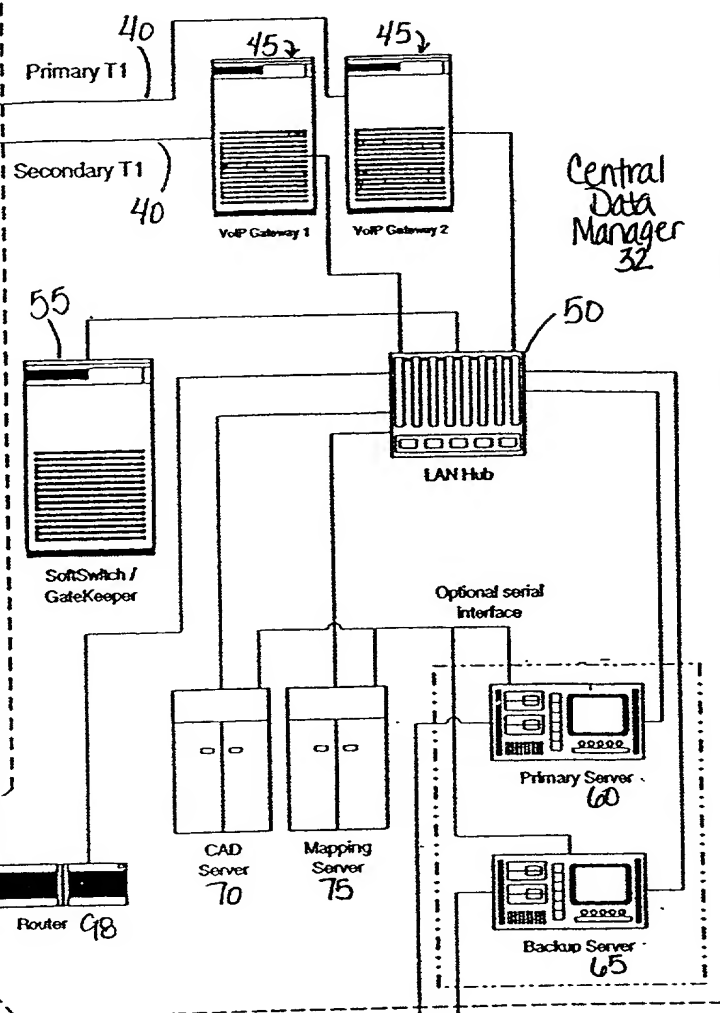 40
45
45
Primary T1
Secondary T1
40
VoIP Gateway 1
VoIP Gateway 2
Central
Data
Manager
32
55
50
LAN Hub
SoftSwitch /
GateKeeper
Optional serial
interface
Primary Server
60
CAD
Server
70
Mapping
Server
75
Router 98
Backup Server
65